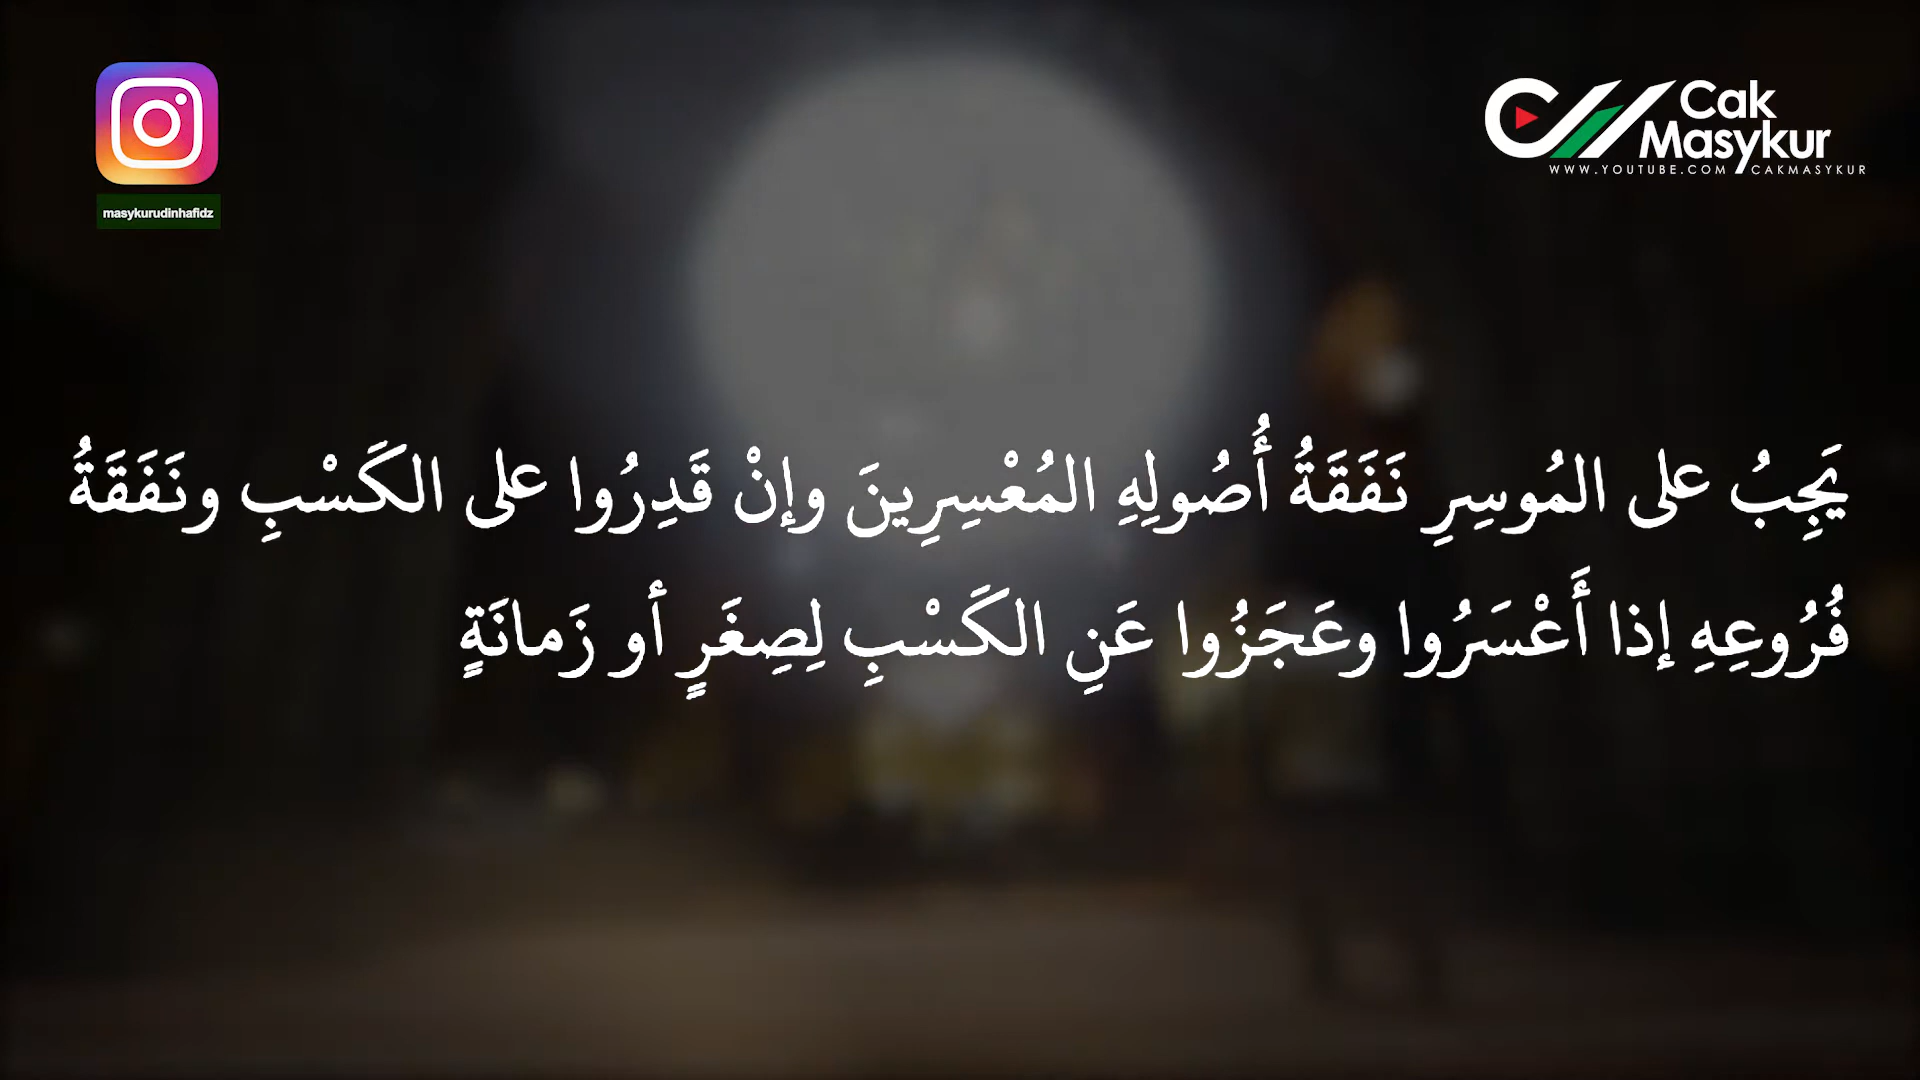 masykurudinhafidz
Cak
Masykur
WWW.YOUTUBE.COM/CAKMASYKUR
يَجِبُ على المُوسِرِ نَفَقَةُ أُصُولِهِ المُعْسِرِينَ وإنْ قَدِرُوا على الكَسْبِ ونَفَقَةُ
فُرُوعِهِ إذا أَعْسَرُوا وعَجَزُوا عَنِ الكَسْبِ لِصِغَرٍ أو زَمانَةٍ